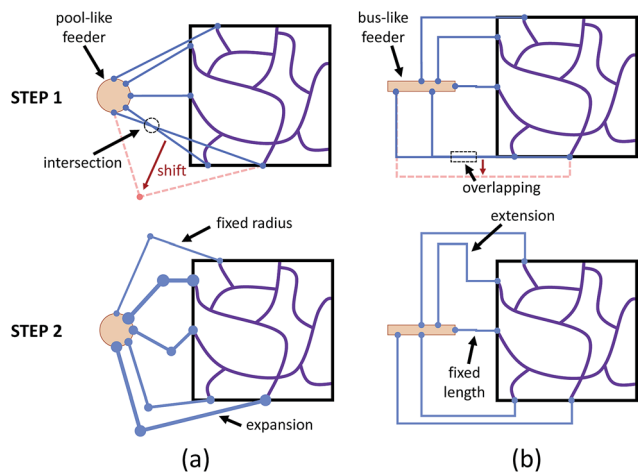 pool-like
feeder
STEP 1
intersection
shift
bus-like
feeder
overlapping
fixed radius
STEP 2
expansion
extension
fixed
length
(a)
(b)